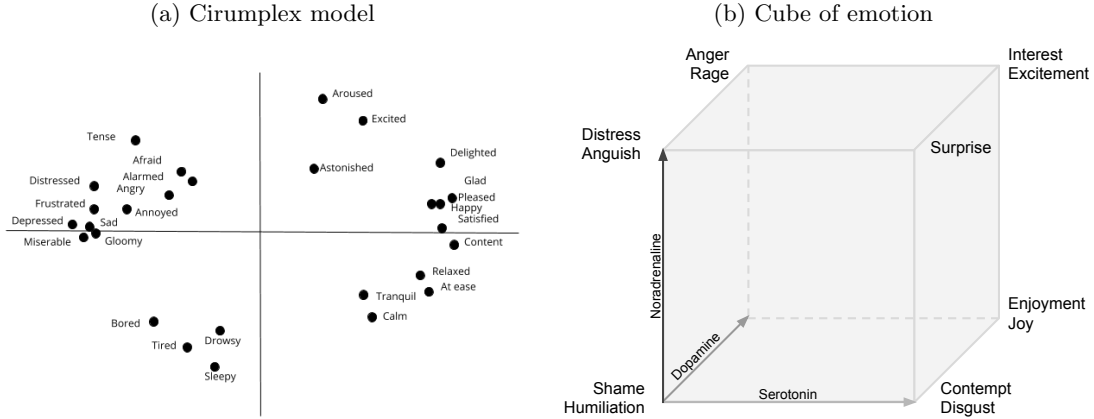 (a) Cirumplex model
Aroused
Excited
Tense
Astonished
Delighted
Afraid
Alarmed
Angry
Glad
Distressed
Pleased
Frustrated
Annoyed
Happy
Satisfied
Depressed
Sad
Miserable
Gloomy
Content
Relaxed
At ease
Tranquil
Calm
Bored
Drowsy
Tired
Sleepy
(b) Cube of emotion
Anger
Rage
Interest
Excitement
Distress
Anguish
Surprise
Noradrenaline
Dopamine
Serotonin
Enjoyment
Joy
Shame
Humiliation
Contempt
Disgust